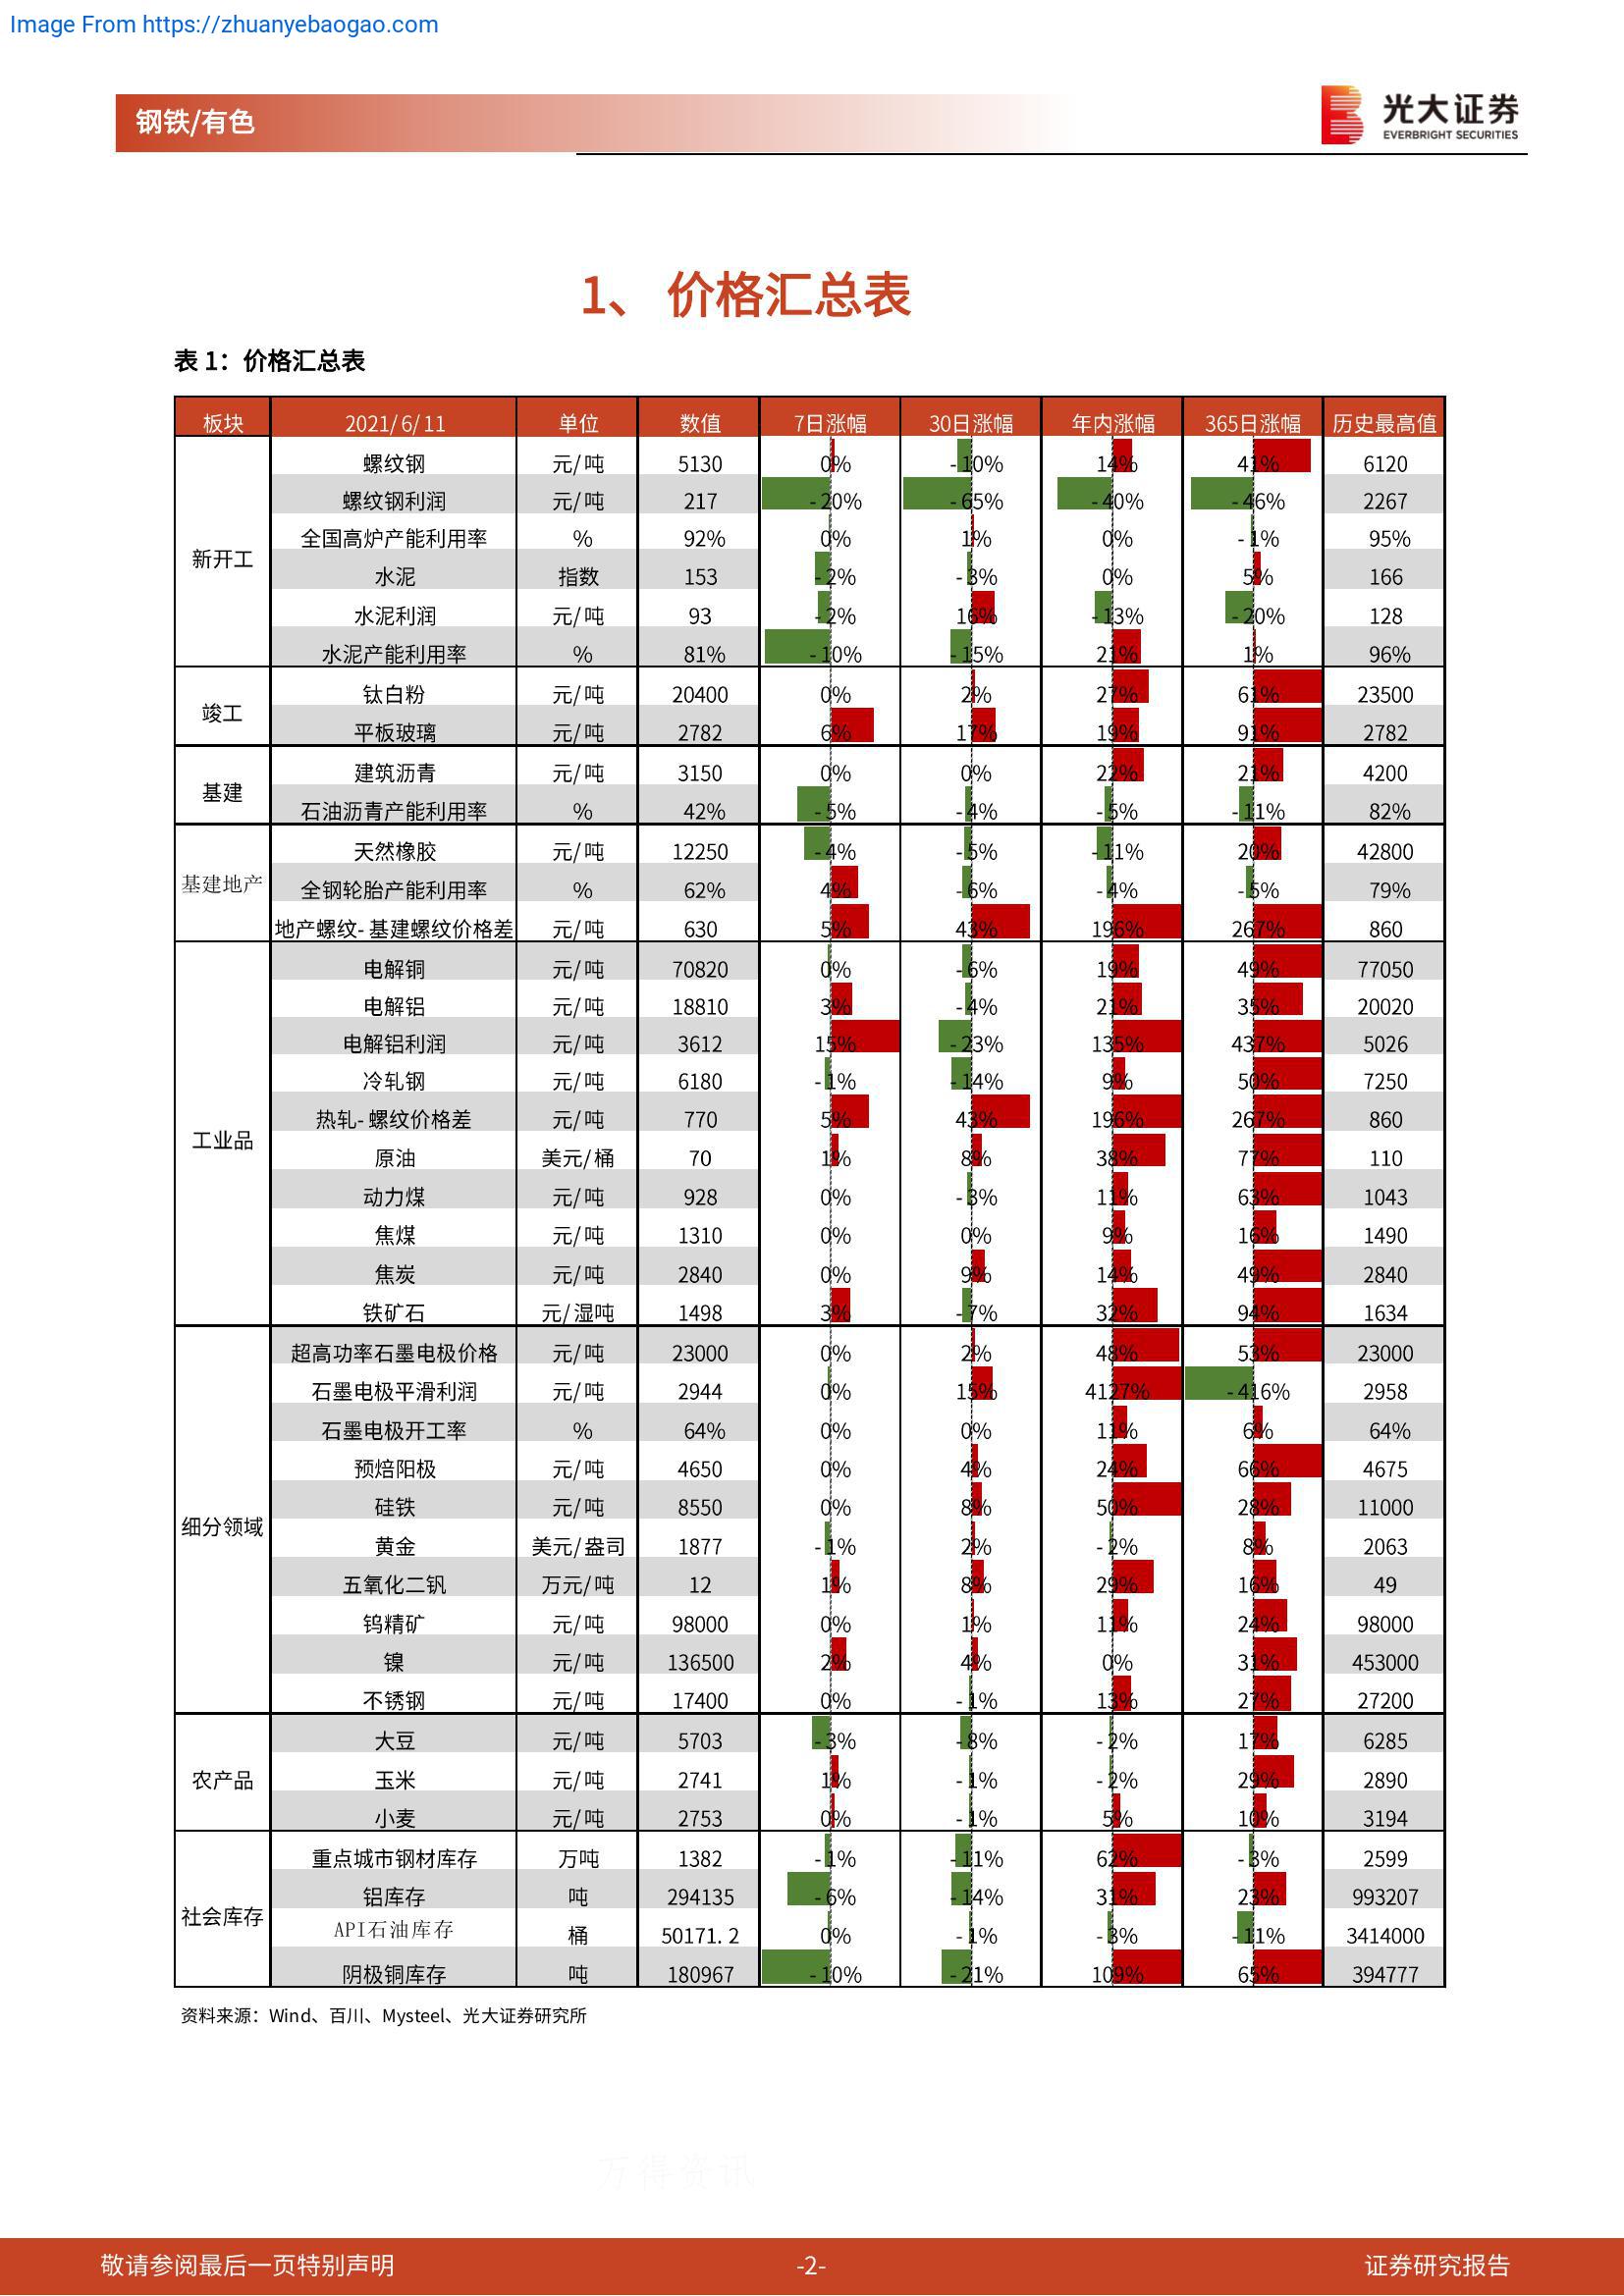 Image From https://zhuanyebaogao.com
钢铁/有色
光大证券
EVERBRIGHT SECURITIES
1、 价格汇总表
表 1：价格汇总表
板块 2021/6/11 单位 数值 7日涨幅 30日涨幅 年内涨幅 365日涨幅 历史最高值
新开工
螺纹钢 元/吨 5130 0% -10% 14% 41% 6120
螺纹钢利润 元/吨 217 -20% -65% -40% -46% 2267
全国高炉产能利用率 % 92% 0% 1% 0% -1% 95%
水泥 指数 153 -2% -3% 0% 5% 166
水泥利润 元/吨 93 -2% 16% -13% -20% 128
水泥产能利用率 % 81% -10% -15% 21% 1% 96%
竣工
钛白粉 元/吨 20400 0% 2% 27% 61% 23500
平板玻璃 元/吨 2782 6% 17% 19% 91% 2782
基建
建筑沥青 元/吨 3150 0% 0% 22% 21% 4200
石油沥青产能利用率 % 42% -5% -4% -5% -11% 82%
基建地产
天然橡胶 元/吨 12250 -4% -5% -11% 20% 42800
全钢轮胎产能利用率 % 62% 4% -6% -4% -5% 79%
地产螺纹-基建螺纹价格差 元/吨 630 5% 43% 196% 267% 860
工业品
电解铜 元/吨 70820 0% -6% 19% 49% 77050
电解铝 元/吨 18810 3% -4% 21% 35% 20020
电解铝利润 元/吨 3612 15% -23% 135% 437% 5026
冷轧钢 元/吨 6180 -1% -14% 9% 50% 7250
热轧-螺纹价格差 元/吨 770 5% 43% 196% 267% 860
原油 美元/桶 70 1% 8% 38% 77% 110
动力煤 元/吨 928 0% -3% 11% 63% 1043
焦煤 元/吨 1310 0% 0% 9% 16% 1490
焦炭 元/吨 2840 0% 9% 14% 49% 2840
铁矿石 元/湿吨 1498 3% -7% 32% 94% 1634
细分领域
超高功率石墨电极价格 元/吨 23000 0% 2% 48% 53% 23000
石墨电极平滑利润 元/吨 2944 0% 15% 4127% -416% 2958
石墨电极开工率 % 64% 0% 0% 11% 6% 64%
预焙阳极 元/吨 4650 0% 4% 24% 66% 4675
硅铁 元/吨 8550 0% 8% 50% 28% 11000
黄金 美元/盎司 1877 -1% 2% -2% 8% 2063
五氧化二钒 万元/吨 12 1% 8% 29% 16% 49
钨精矿 元/吨 98000 0% 1% 11% 24% 98000
镍 元/吨 136500 2% 4% 0% 31% 453000
不锈钢 元/吨 17400 0% -1% 13% 27% 27200
农产品
大豆 元/吨 5703 -3% -8% -2% 17% 6285
玉米 元/吨 2741 1% -1% -2% 29% 2890
小麦 元/吨 2753 0% -1% 5% 10% 3194
社会库存
重点城市钢材库存 万吨 1382 -1% -11% 62% -3% 2599
铝库存 吨 294135 -6% -14% 31% 23% 993207
API石油库存 桶 50171.2 0% -1% -3% -11% 3414000
阴极铜库存 吨 180967 -10% -21% 109% 65% 394777
资料来源：Wind、百川、Mysteel、光大证券研究所
万得资讯
敬请参阅最后一页特别声明
-2-
证券研究报告